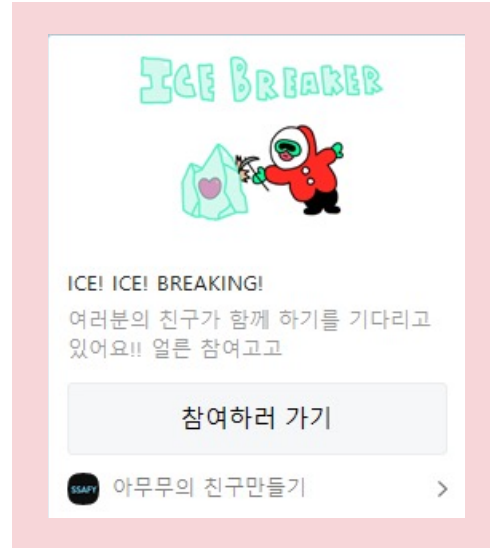 ICE BREAKER
ICE! ICE! BREAKING!
여러분의 친구가 함께 하기를 기다리고
있어요!! 얼른 참여고고
참여하러 가기
SSAFY
아무무의 친구만들기